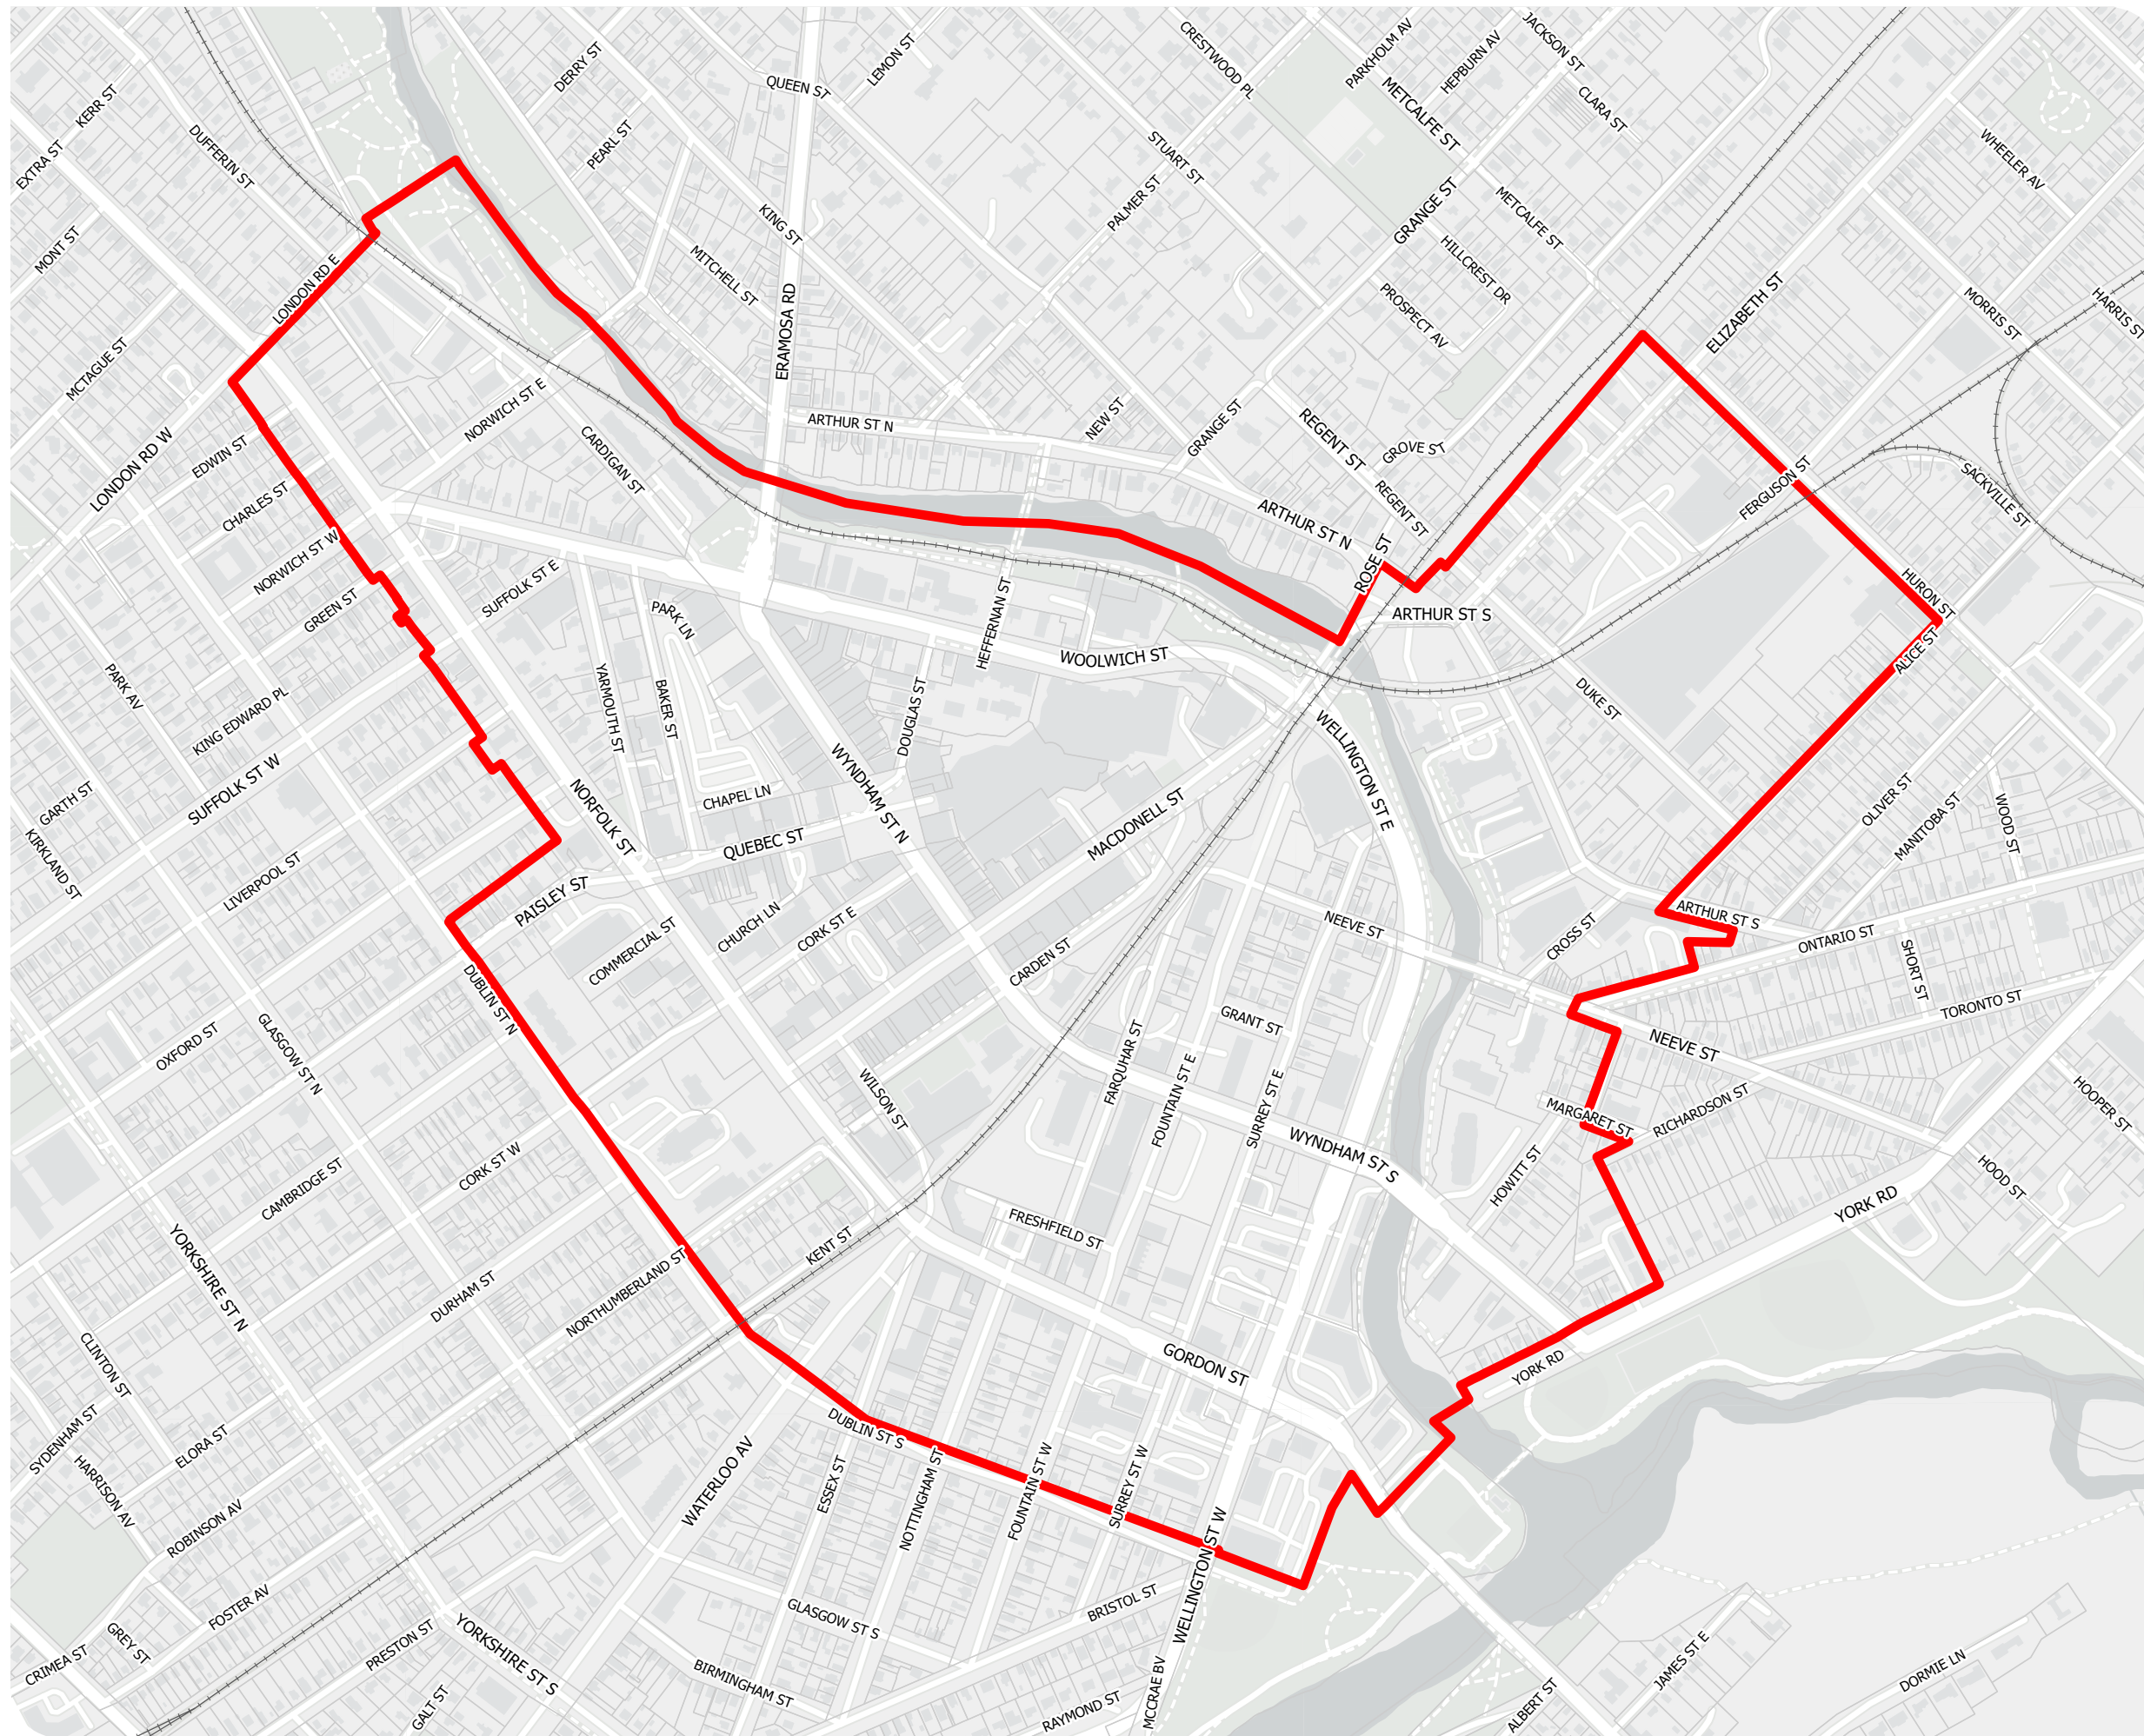 KERR ST
EXTRA ST
DUFFERIN ST
MONT ST
DERRY ST
PEARL ST
QUEEN ST
LEMON ST
KING ST
MITCHELL ST
ERAMOSA RD
CRESTWOOD PL
STUART ST
PALMER ST
PARKHOLM AV
METCALFE ST
HEPBURN AV
JACKSON ST
CLARA ST
GRANGE ST
METCALFE ST
HILLCREST DR
PROSPECT AV
WHEELER AV
ELIZABETH ST
MORRIS ST
HARRIS ST
LONDON RD E
MCTAGUE ST
LONDON RD W
EDWIN ST
CHARLES ST
NORWICH ST E
CARDIGAN ST
ARTHUR ST N
NEW ST
GRANGE ST
REGENT ST
GROVE ST
REGENT ST
ARTHUR ST N
ROSE ST
ARTHUR ST S
FERGUSON ST
SACKVILLE ST
HURON ST
ALICE ST
NORWICH ST W
GREEN ST
SUFFOLK ST E
PARK LN
YARMOUTH ST
BAKER ST
HEFFERNAN ST
WOOLWICH ST
DOUGLAS ST
PARK AV
KING EDWARD PL
SUFFOLK ST W
GARTH ST
KIRKLAND ST
LIVERPOOL ST
NORFOLK ST
CHAPEL LN
QUEBEC ST
WYNDHAM ST N
MACDONELL ST
WELLINGTON ST E
DUKE ST
OLIVER ST
MANITOBA ST
WOOD ST
PAISLEY ST
COMMERCIAL ST
CHURCH LN
CORK ST E
CARDEN ST
NEEVE ST
CROSS ST
ARTHUR ST S
ONTARIO ST
SHORT ST
TORONTO ST
DUBLIN ST N
OXFORD ST
GLASGOW ST N
GRANT ST
NEEVE ST
WILSON ST
FARQUHAR ST
FOUNTAIN ST E
SURREY ST E
MARGARET ST
RICHARDSON ST
HOOPER ST
WYNDHAM ST S
HOWITT ST
HOOD ST
YORK RD
CAMBRIDGE ST
CORK ST W
YORKSHIRE ST N
DURHAM ST
NORTHUMBERLAND ST
KENT ST
FRESHFIELD ST
GORDON ST
YORK RD
CLINTON ST
SYDENHAM ST
ELORA ST
HARRISON AV
ROBINSON AV
DUBLIN ST S
WATERLOO AV
ESSEX ST
NOTTINGHAM ST
FOUNTAIN ST W
SURREY ST W
WELLINGTON ST W
BRISTOL ST
FOSTER AV
GREY ST
CRIMEA ST
PRESTON ST
YORKSHIRE ST S
GLASGOW ST S
GALT ST
BIRMINGHAM ST
RAYMOND ST
MCCRAE BV
ALBERT ST
JAMES ST E
DORMIE LN